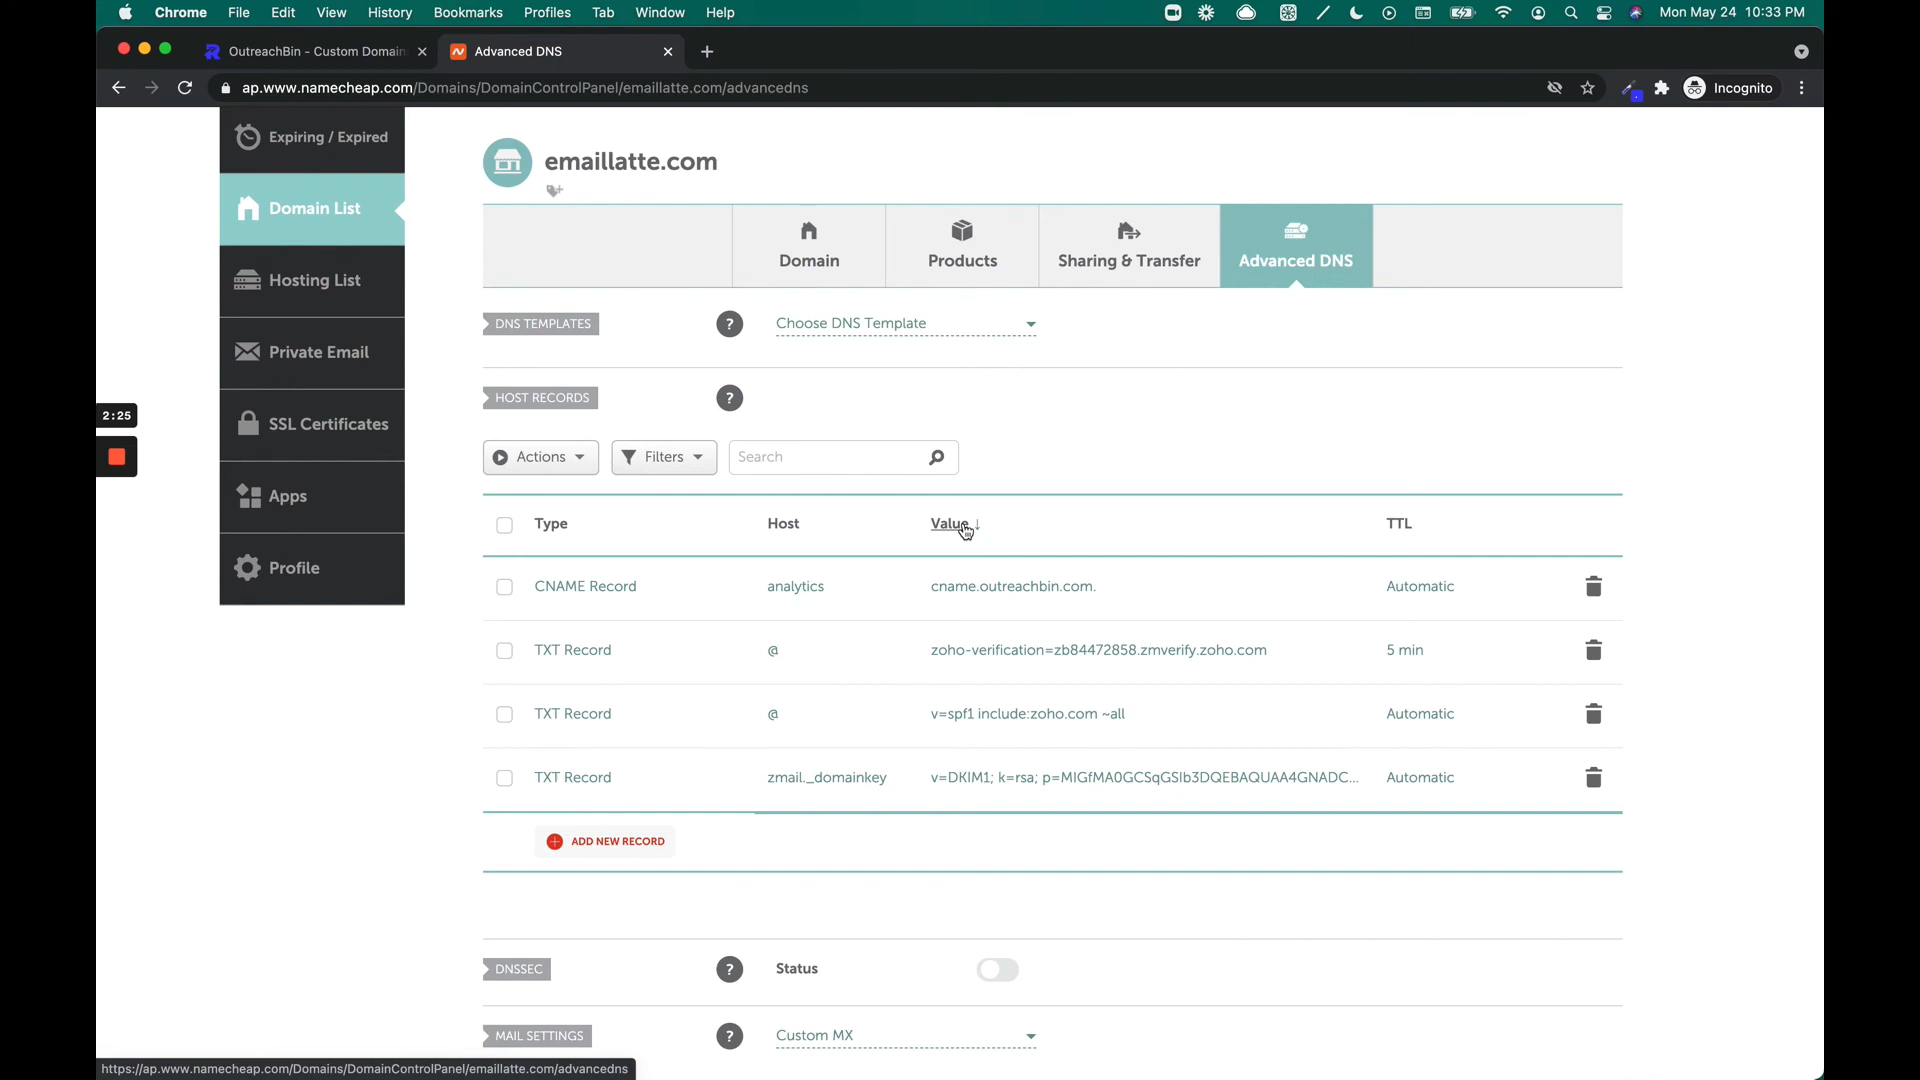 Chrome File Edit View History Bookmarks Profiles Tab Window Help Mon May 24 10:33 PM
OutreachBin - Custom Domain Advanced DNS
ap.www.namecheap.com/Domains/DomainControlPanel/emaillatte.com/advancedns Incognito
Expiring / Expired
Domain List
Hosting List
Private Email
SSL Certificates
Apps
Profile
2:25
emaillatte.com
Domain Products Sharing & Transfer Advanced DNS
DNS TEMPLATES ? Choose DNS Template
HOST RECORDS ?
Actions Filters Search
Type Host Value ↓ TTL
CNAME Record analytics cname.outreachbin.com. Automatic
TXT Record @ zoho-verification=zb84472858.zmverify.zoho.com 5 min
TXT Record @ v=spf1 include:zoho.com ~all Automatic
TXT Record zmail._domainkey v=DKIM1; k=rsa; p=MIGfMA0GCSqGSIb3DQEBAQUAA4GNADC... Automatic
ADD NEW RECORD
DNSSEC ? Status
MAIL SETTINGS ? Custom MX
https://ap.www.namecheap.com/Domains/DomainControlPanel/emaillatte.com/advancedns